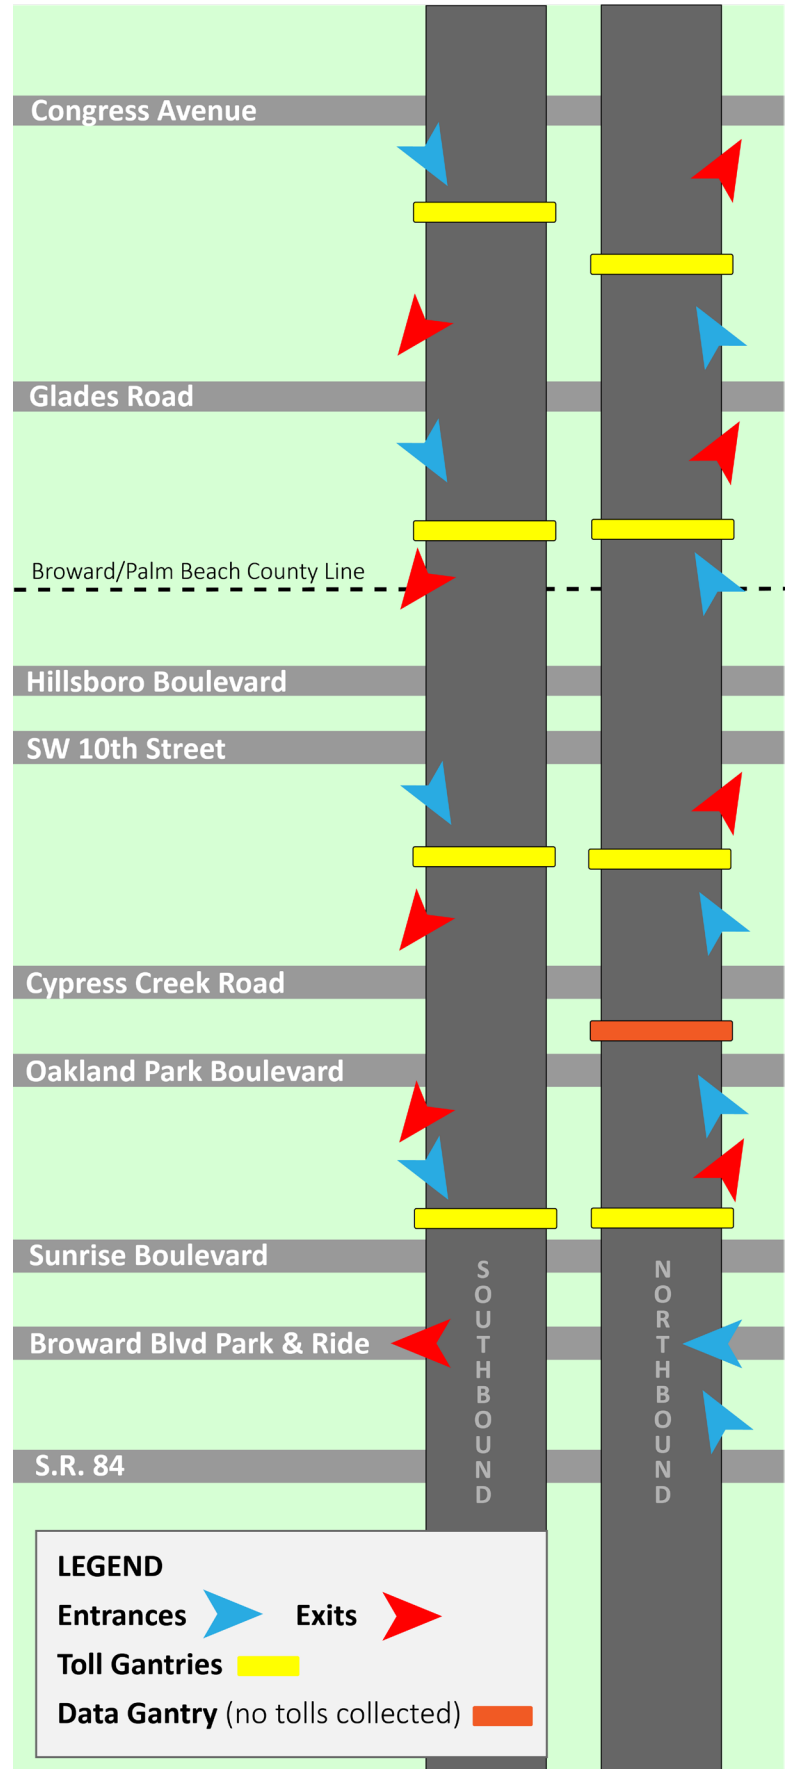 Congress Avenue
Glades Road
Broward/Palm Beach County Line
Hillsboro Boulevard
SW 10th Street
Cypress Creek Road
Oakland Park Boulevard
Sunrise Boulevard
SOUTHBOUND
NORTHBOUND
Broward Blvd Park & Ride
S.R. 84
LEGEND
Entrances Exits
Toll Gantries
Data Gantry (no tolls collected)